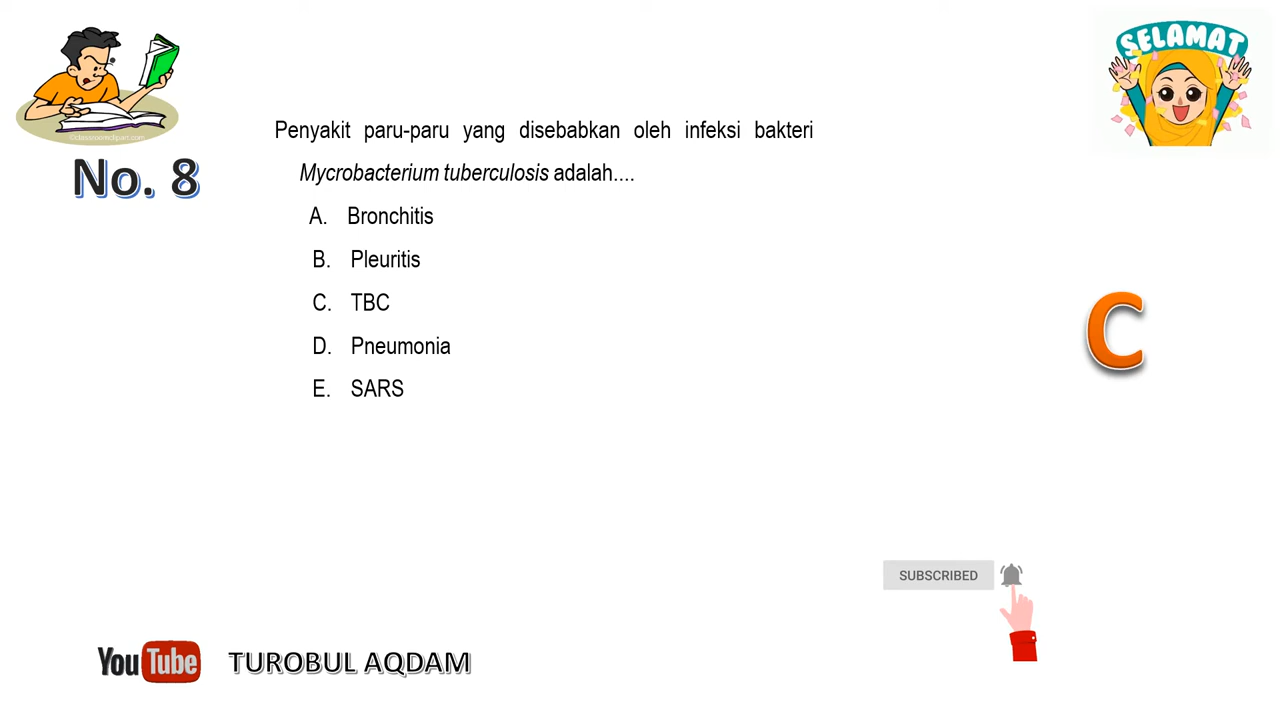 SELAMAT
No. 8
Penyakit paru-paru yang disebabkan oleh infeksi bakteri
Mycrobacterium tuberculosis adalah....
A. Bronchitis
B. Pleuritis
C. TBC
D. Pneumonia
E. SARS
C
SUBSCRIBED
YouTube TUROBUL AQDAM